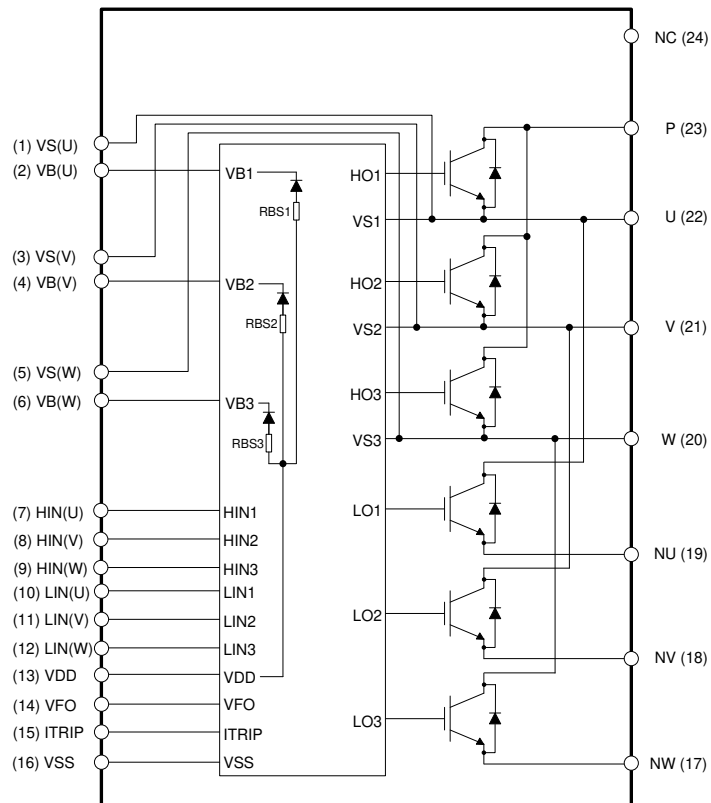 NC (24)
(1) VS(U)
(2) VB(U)
(3) VS(V)
(4) VB(V)
(5) VS(W)
(6) VB(W)
(7) HIN(U)
(8) HIN(V)
(9) HIN(W)
(10) LIN(U)
(11) LIN(V)
(12) LIN(W)
(13) VDD
(14) VFO
(15) ITRIP
(16) VSS
VB1
RBS1
VB2
RBS2
VB3
RBS3
HIN1
HIN2
HIN3
LIN1
LIN2
LIN3
VDD
VFO
ITRIP
VSS
HO1
VS1
HO2
VS2
HO3
VS3
LO1
LO2
LO3
P (23)
U (22)
V (21)
W (20)
NU (19)
NV (18)
NW (17)